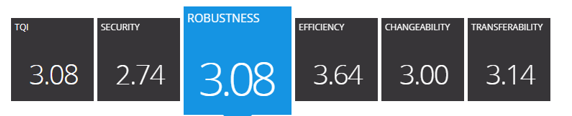 TQI
3.08
SECURITY
2.74
ROBUSTNESS
3.08
EFFICIENCY
3.64
CHANGEABILITY
3.00
TRANSFERABILITY
3.14